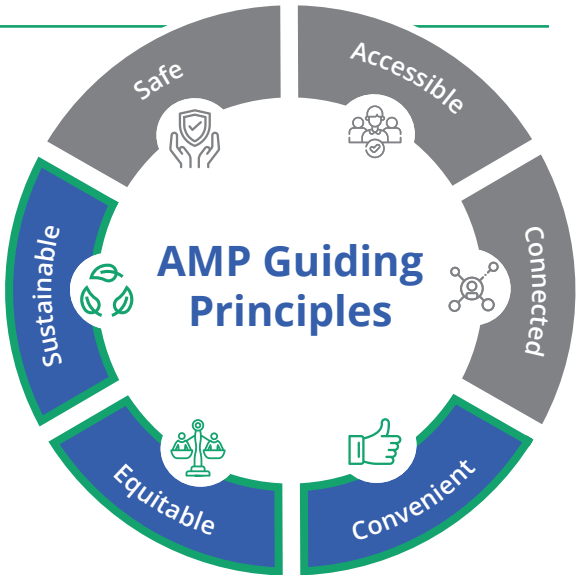 Safe
Accessible
Connected
Convenient
Equitable
Sustainable
AMP Guiding
Principles